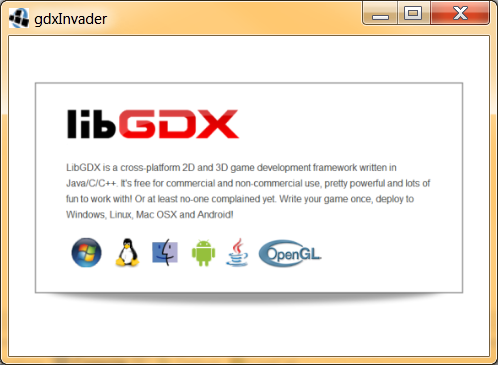 gdxInvader
libGDX
LibGDX is a cross-platform 2D and 3D game development framework written in
Java/C/C++. It's free for commercial and non-commercial use, pretty powerful and lots of
fun to work with! Or at least no-one complained yet. Write your game once, deploy to
Windows, Linux, Mac OSX and Android!
OpenGL